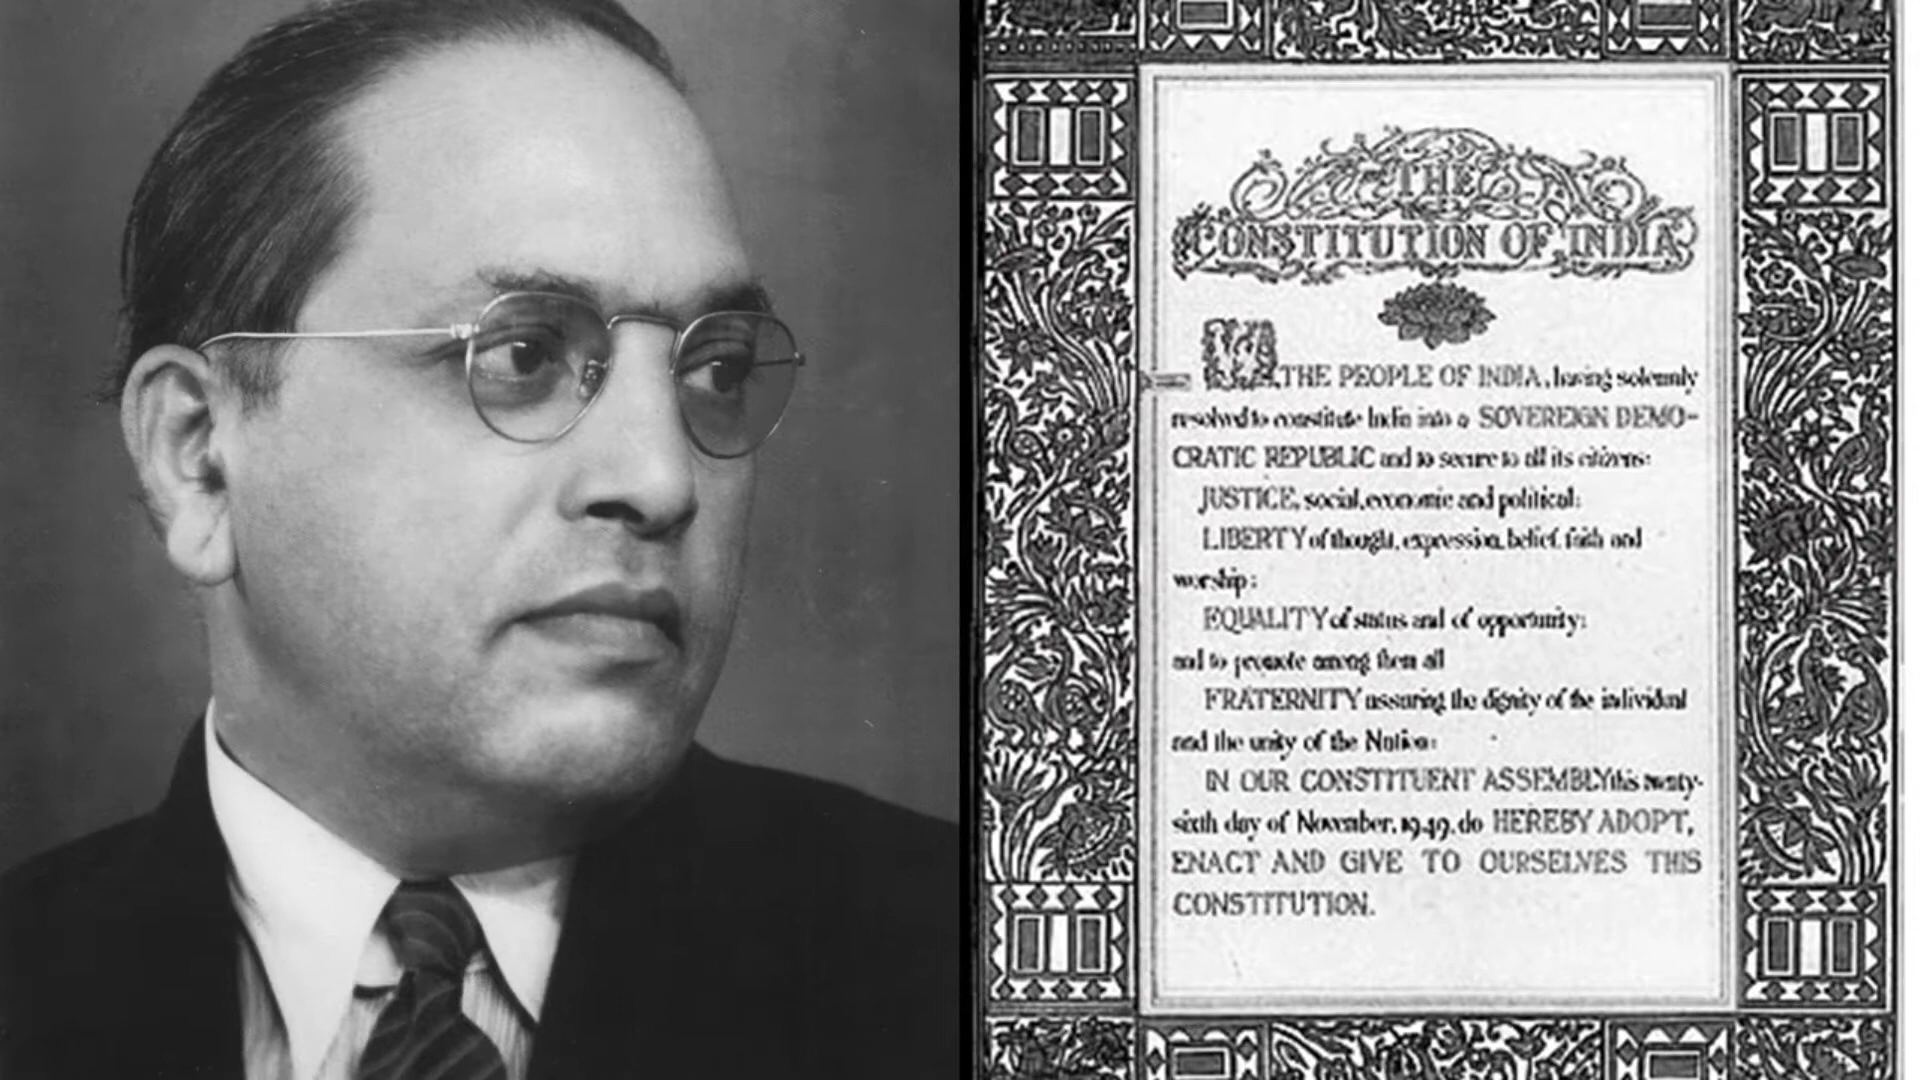 THE
CONSTITUTION OF INDIA
WE, THE PEOPLE OF INDIA, having solemnly
resolved to constitute India into a SOVEREIGN DEMO-
CRATIC REPUBLIC and to secure to all its citizens:
JUSTICE, social, economic and political;
LIBERTY of thought, expression, belief, faith and
worship;
EQUALITY of status and of opportunity;
and to promote among them all
FRATERNITY assuring the dignity of the individual
and the unity of the Nation;
IN OUR CONSTITUENT ASSEMBLY this twenty-
sixth day of November, 1949, do HEREBY ADOPT,
ENACT AND GIVE TO OURSELVES THIS
CONSTITUTION.